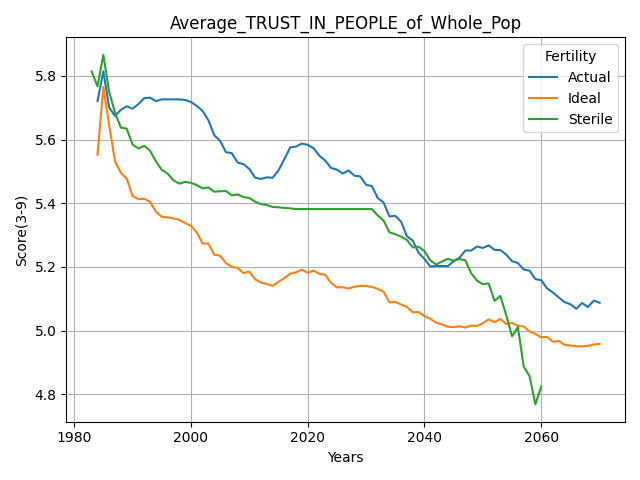 Average_TRUST_IN_PEOPLE_of_Whole_Pop
Fertility
Actual
Ideal
Sterile
Score(3-9)
5.8
5.6
5.4
5.2
5.0
4.8
1980 2000 2020 2040 2060
Years